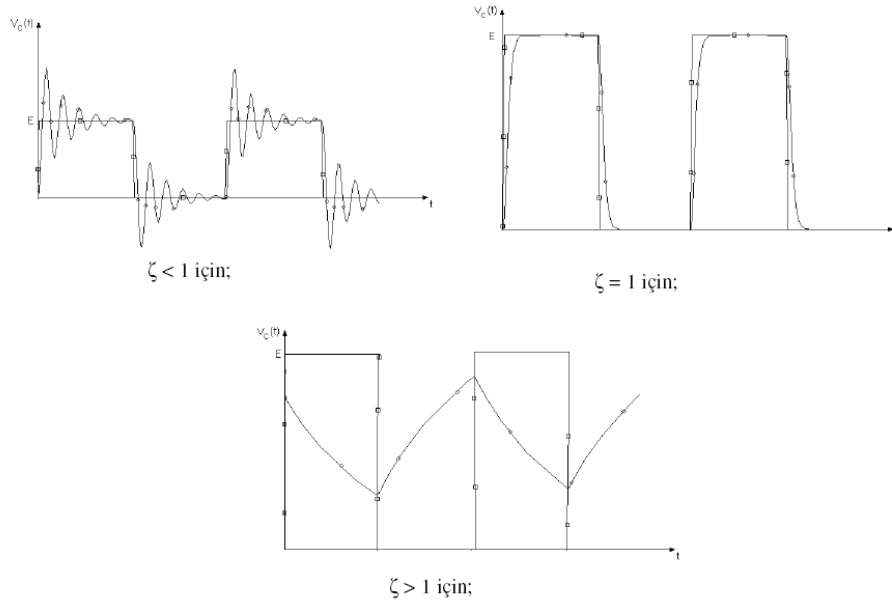 V_C(t)
E
t
ζ < 1 için;
V_C(t)
E
ζ = 1 için;
V_C(t)
E
t
ζ > 1 için;